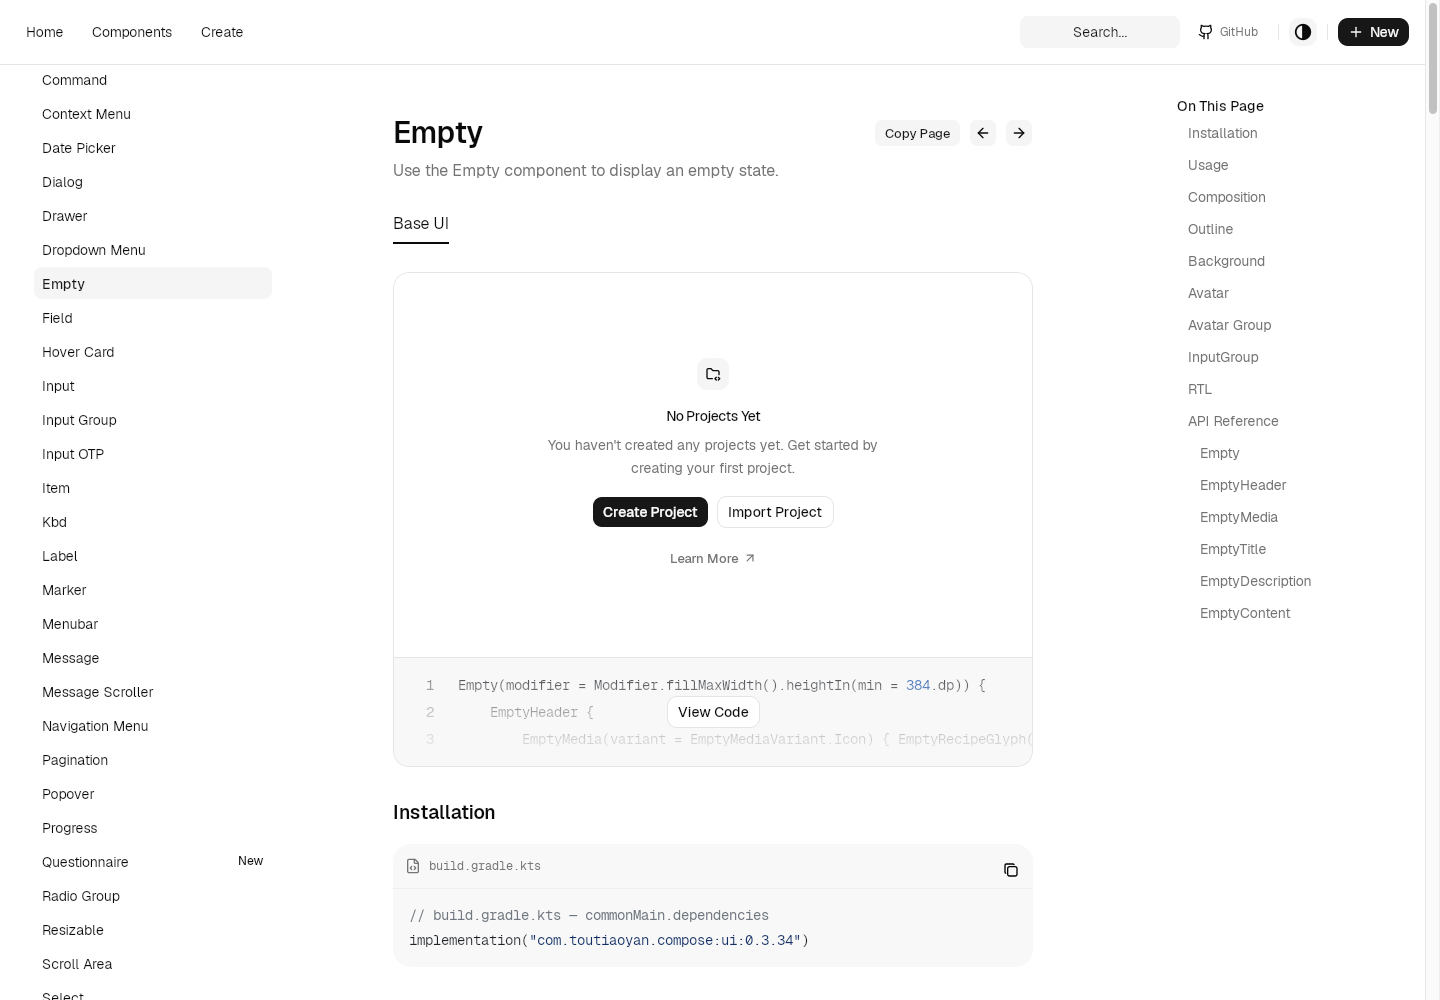 Home
Components
Create
Search...
GitHub
New
Command
Context Menu
Date Picker
Dialog
Drawer
Dropdown Menu
Empty
Field
Hover Card
Input
Input Group
Input OTP
Item
Kbd
Label
Marker
Menubar
Message
Message Scroller
Navigation Menu
Pagination
Popover
Progress
Questionnaire
New
Radio Group
Resizable
Scroll Area
Select
Empty
Copy Page
Use the Empty component to display an empty state.
Base UI
No Projects Yet
You haven't created any projects yet. Get started by
creating your first project.
Create Project
Import Project
Learn More
1 Empty(modifier = Modifier.fillMaxWidth().heightIn(min = 384.dp)) {
2 EmptyHeader {
View Code
3 EmptyMedia(variant = EmptyMediaVariant.Icon) { EmptyRecipeGlyph(
Installation
build.gradle.kts
// build.gradle.kts — commonMain.dependencies
implementation("com.toutiaoyan.compose:ui:0.3.34")
On This Page
Installation
Usage
Composition
Outline
Background
Avatar
Avatar Group
InputGroup
RTL
API Reference
Empty
EmptyHeader
EmptyMedia
EmptyTitle
EmptyDescription
EmptyContent